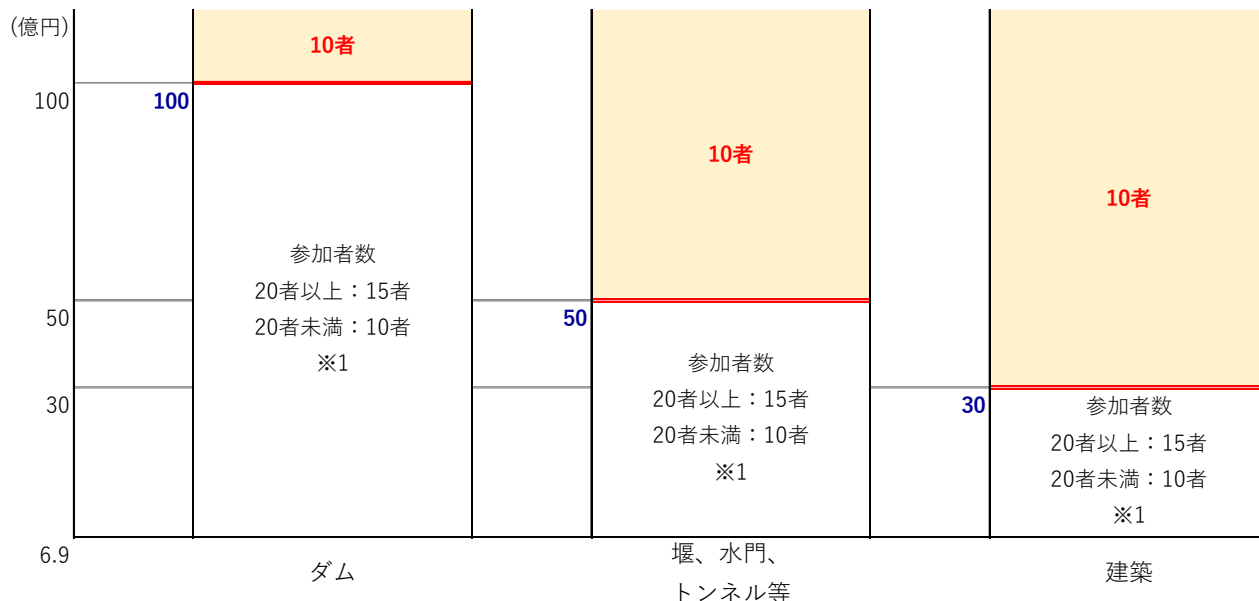 (億円)
10者
100
100
10者
10者
参加者数
20者以上：15者
20者未満：10者
※1
50
50
参加者数
20者以上：15者
20者未満：10者
※1
30
30
参加者数
20者以上：15者
20者未満：10者
※1
6.9
ダム
堰、水門、
トンネル等
建築